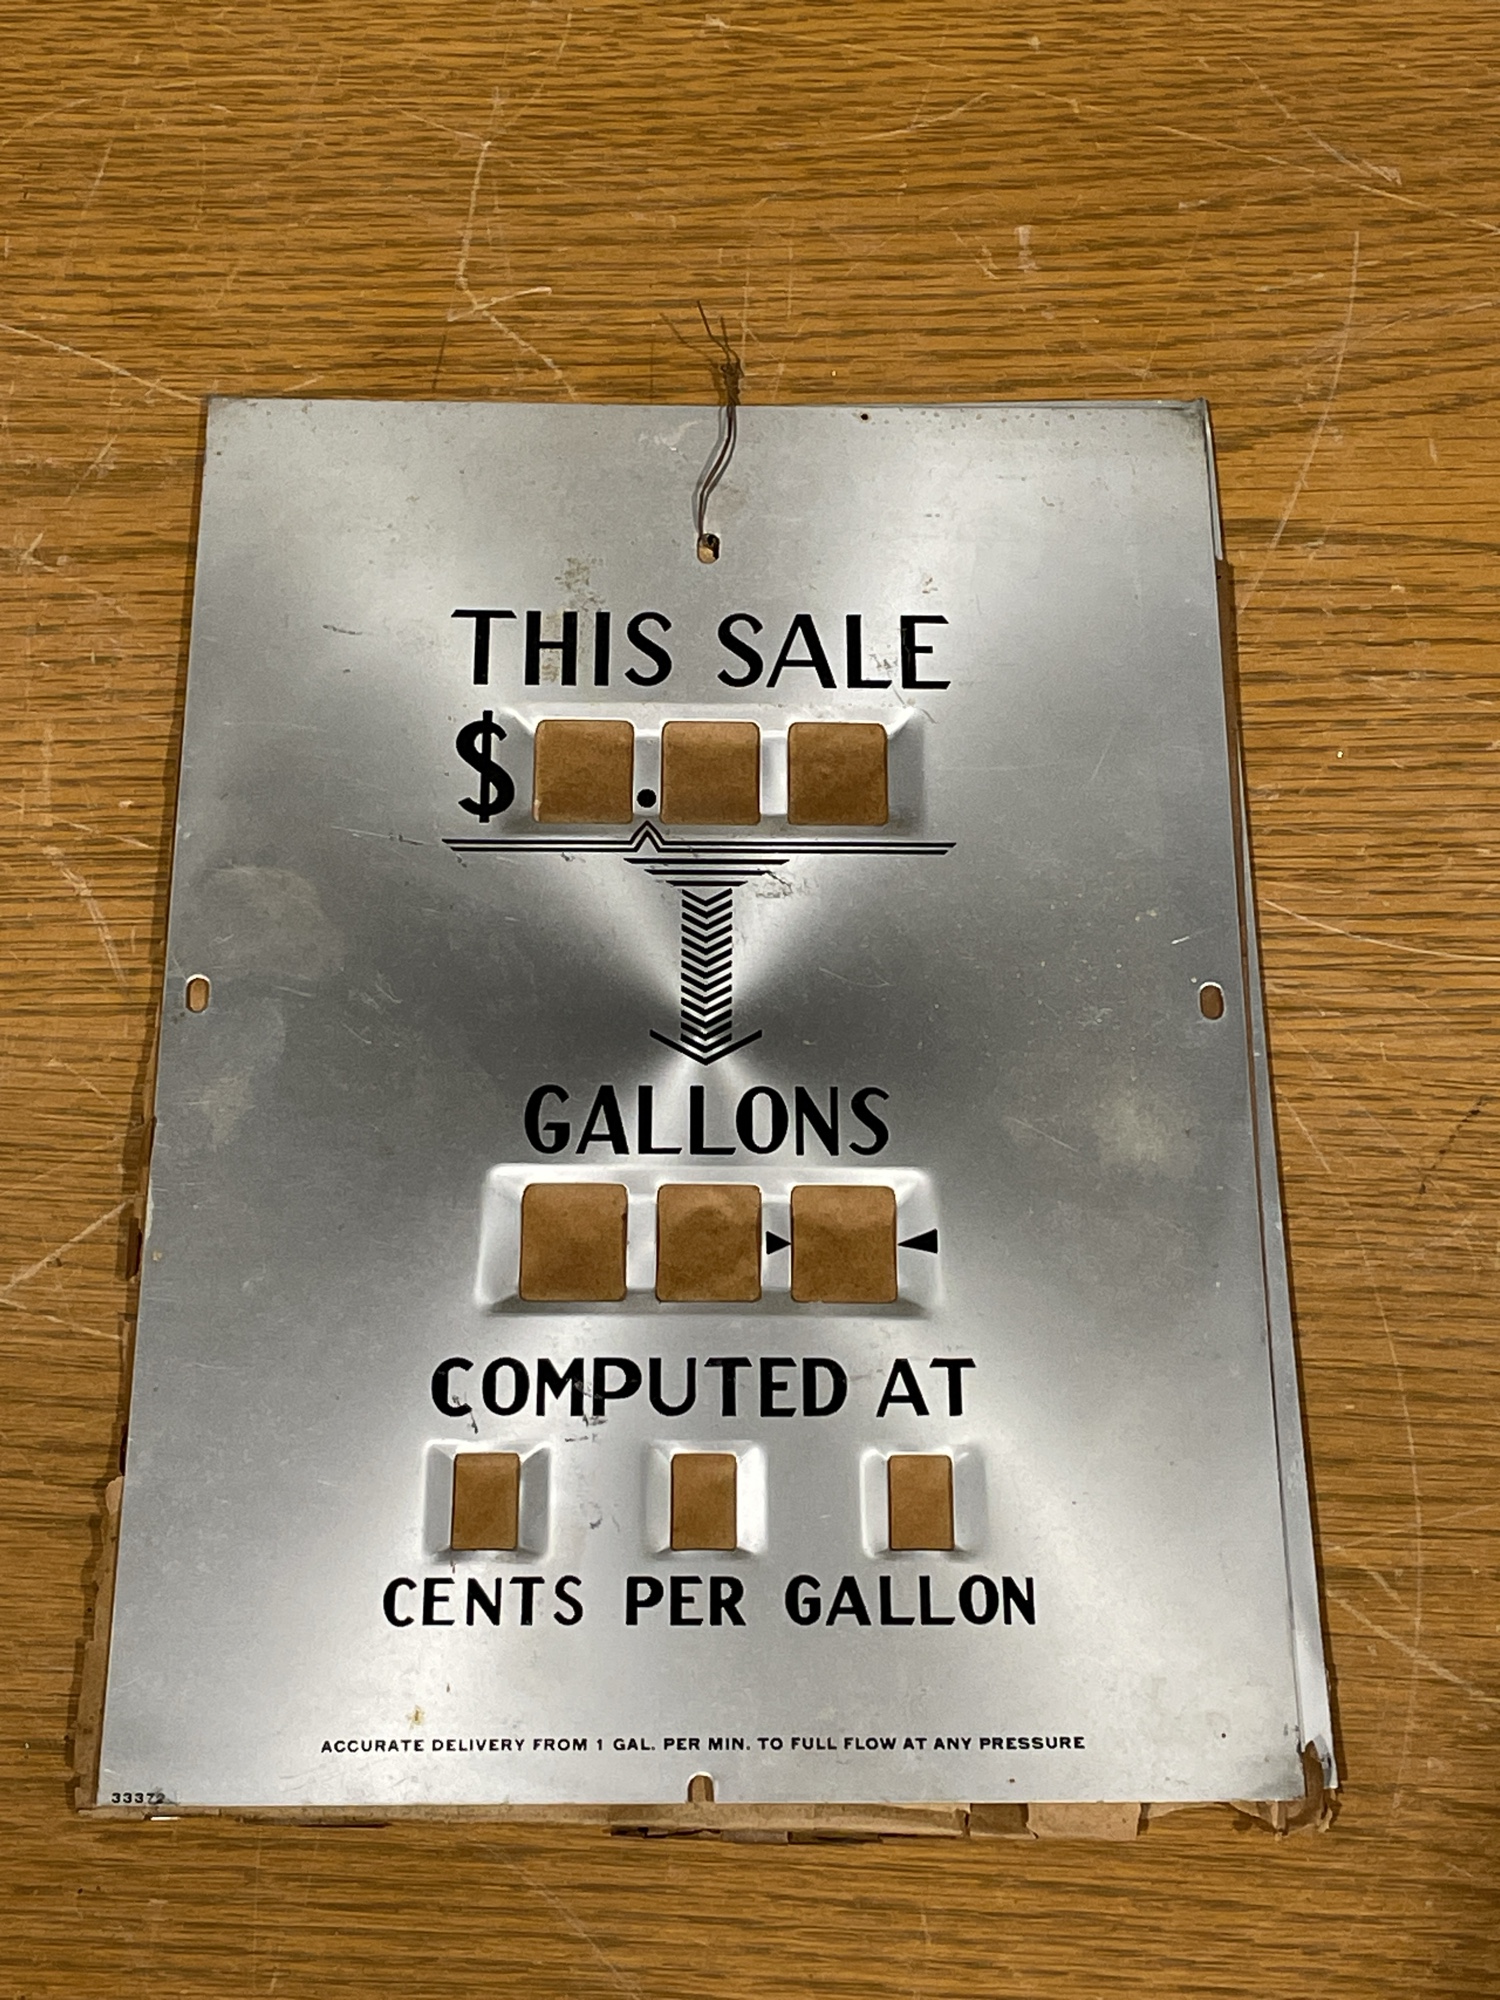 THIS SALE
$ .
GALLONS
COMPUTED AT
CENTS PER GALLON
ACCURATE DELIVERY FROM 1 GAL. PER MIN. TO FULL FLOW AT ANY PRESSURE
33372